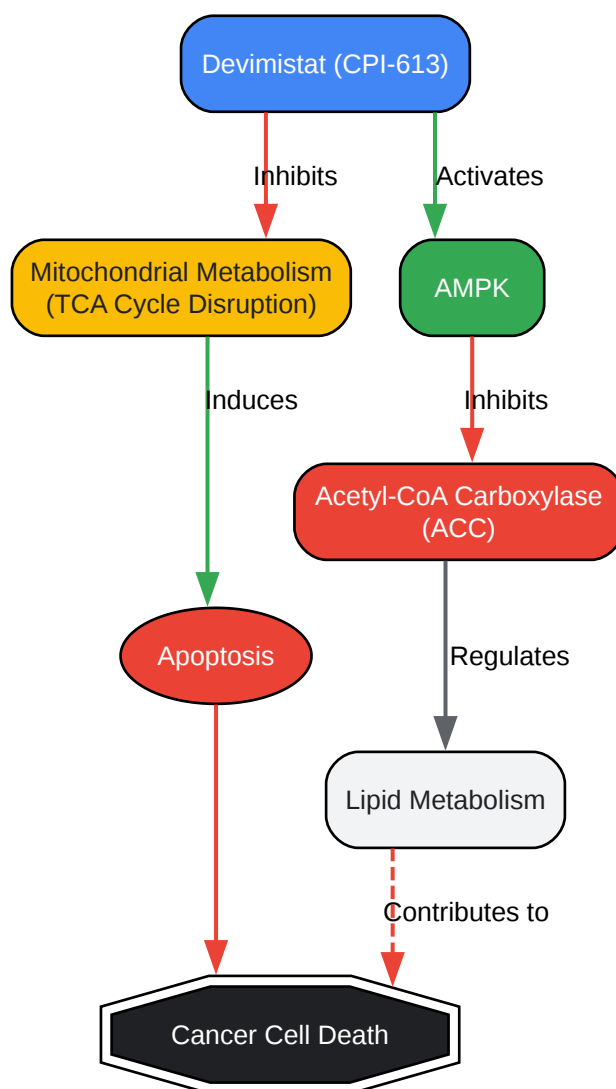 Devimistat (CPI-613)
Inhibits
Activates
Mitochondrial Metabolism
(TCA Cycle Disruption)
AMPK
Induces
Inhibits
Acetyl-CoA Carboxylase
(ACC)
Apoptosis
Regulates
Lipid Metabolism
Contributes to
Cancer Cell Death